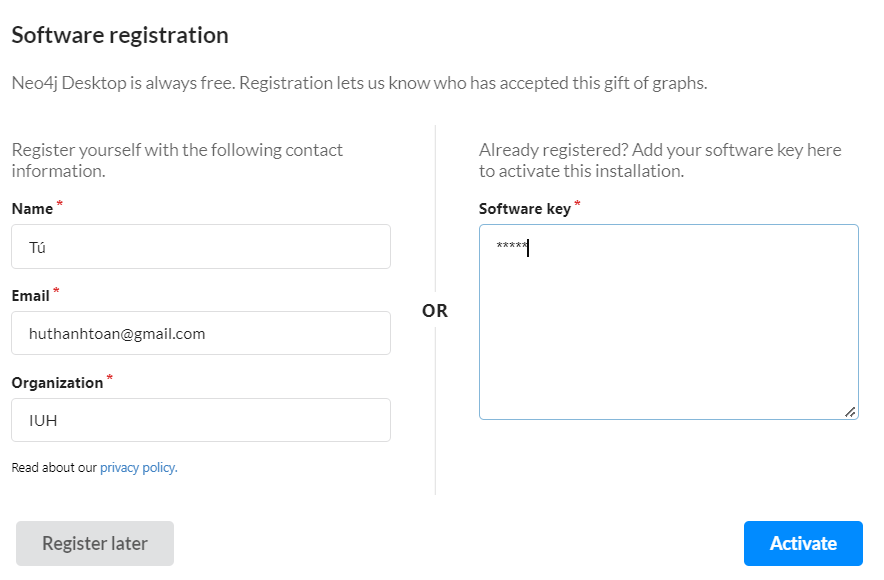 Software registration
Neo4j Desktop is always free. Registration lets us know who has accepted this gift of graphs.
Register yourself with the following contact
information.
Name *
Tú
Email *
huthanhtoan@gmail.com
Organization *
IUH
Read about our privacy policy.
OR
Already registered? Add your software key here
to activate this installation.
Software key *
*****
Register later
Activate